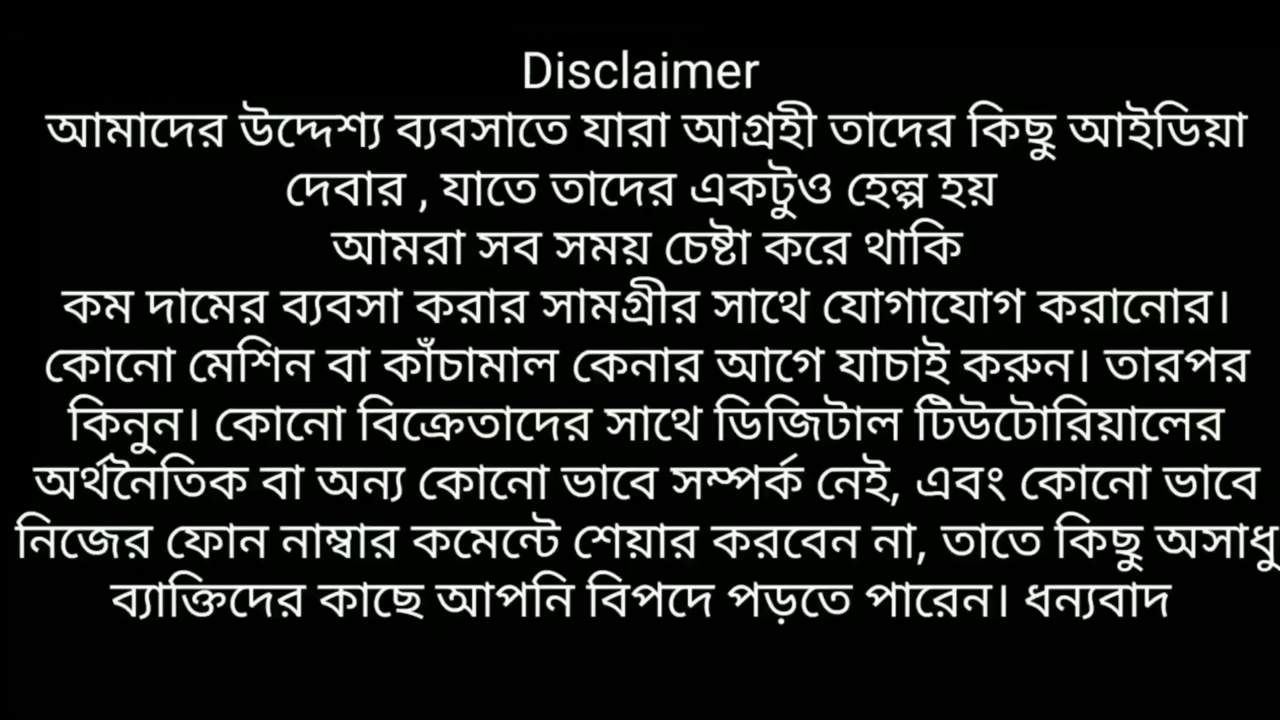 Disclaimer
আমাদের উদ্দেশ্য ব্যবসাতে যারা আগ্রহী তাদের কিছু আইডিয়া
দেবার , যাতে তাদের একটুও হেল্প হয়
আমরা সব সময় চেষ্টা করে থাকি
কম দামের ব্যবসা করার সামগ্রীর সাথে যোগাযোগ করানোর।
কোনো মেশিন বা কাঁচামাল কেনার আগে যাচাই করুন। তারপর
কিনুন। কোনো বিক্রেতাদের সাথে ডিজিটাল টিউটোরিয়ালের
অর্থনৈতিক বা অন্য কোনো ভাবে সম্পর্ক নেই, এবং কোনো ভাবে
নিজের ফোন নাম্বার কমেন্টে শেয়ার করবেন না, তাতে কিছু অসাধু
ব্যাক্তিদের কাছে আপনি বিপদে পড়তে পারেন। ধন্যবাদ